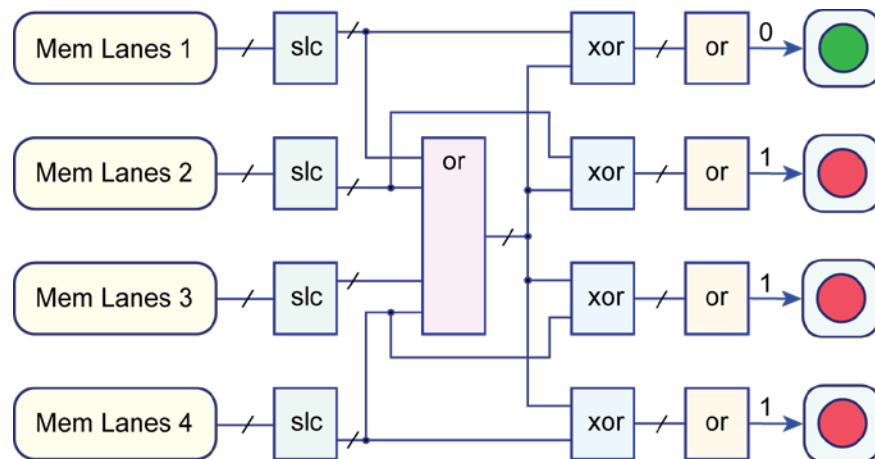 Mem Lanes 1
slc
xor
or
0
Mem Lanes 2
slc
or
xor
or
1
Mem Lanes 3
slc
xor
or
1
Mem Lanes 4
slc
xor
or
1